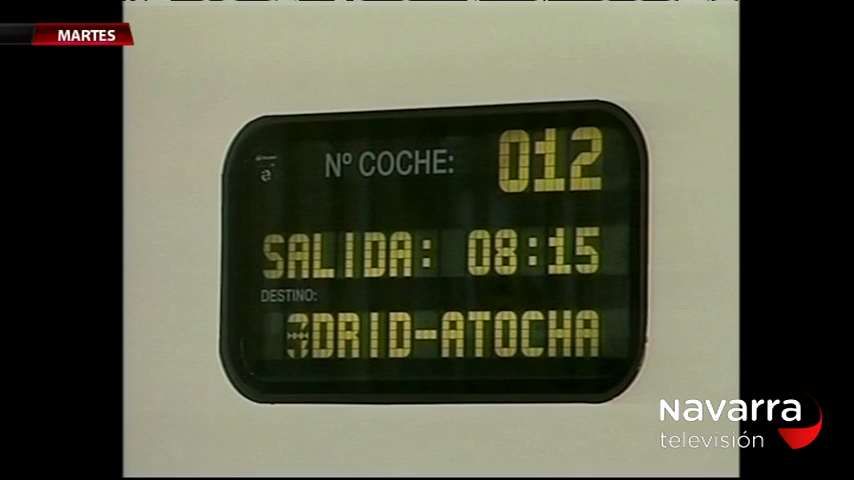 MARTES
Nº COCHE: 012
SALIDA: 08:15
DESTINO:
DRID-ATOCHA
Navarra
televisión